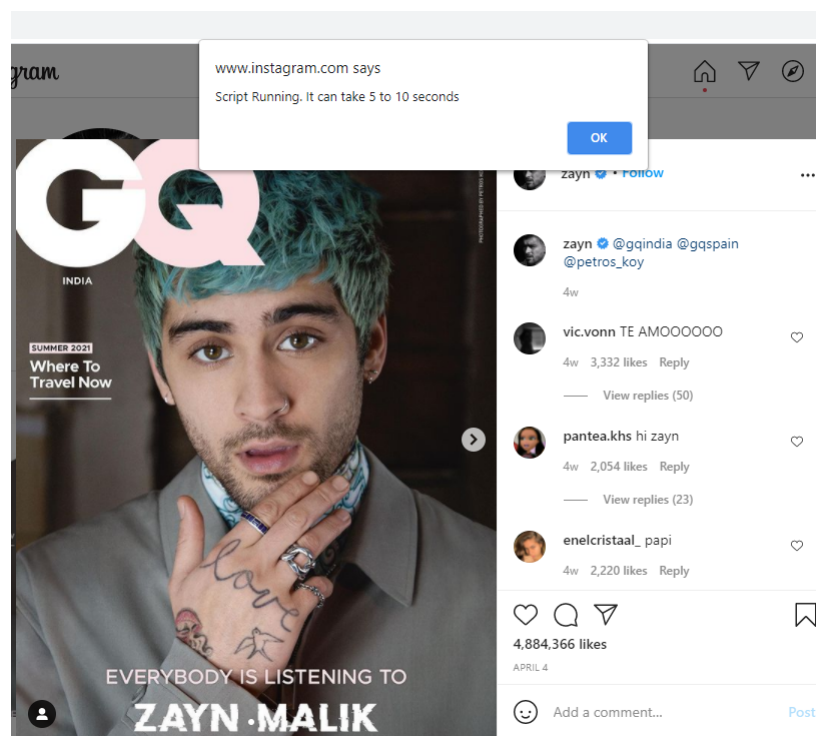 gram
www.instagram.com says
Script Running. It can take 5 to 10 seconds
OK
GQ
INDIA
SUMMER 2021
Where To
Travel Now
love
EVERYBODY IS LISTENING TO
ZAYN·MALIK
zayn • Follow
zayn @gqindia @gqspain
@petros_koy
4w
vic.vonn TE AMOOOOOO
4w 3,332 likes Reply
View replies (50)
pantea.khs hi zayn
4w 2,054 likes Reply
View replies (23)
enelcristaal_ papi
4w 2,220 likes Reply
4,884,366 likes
APRIL 4
Add a comment...
Post